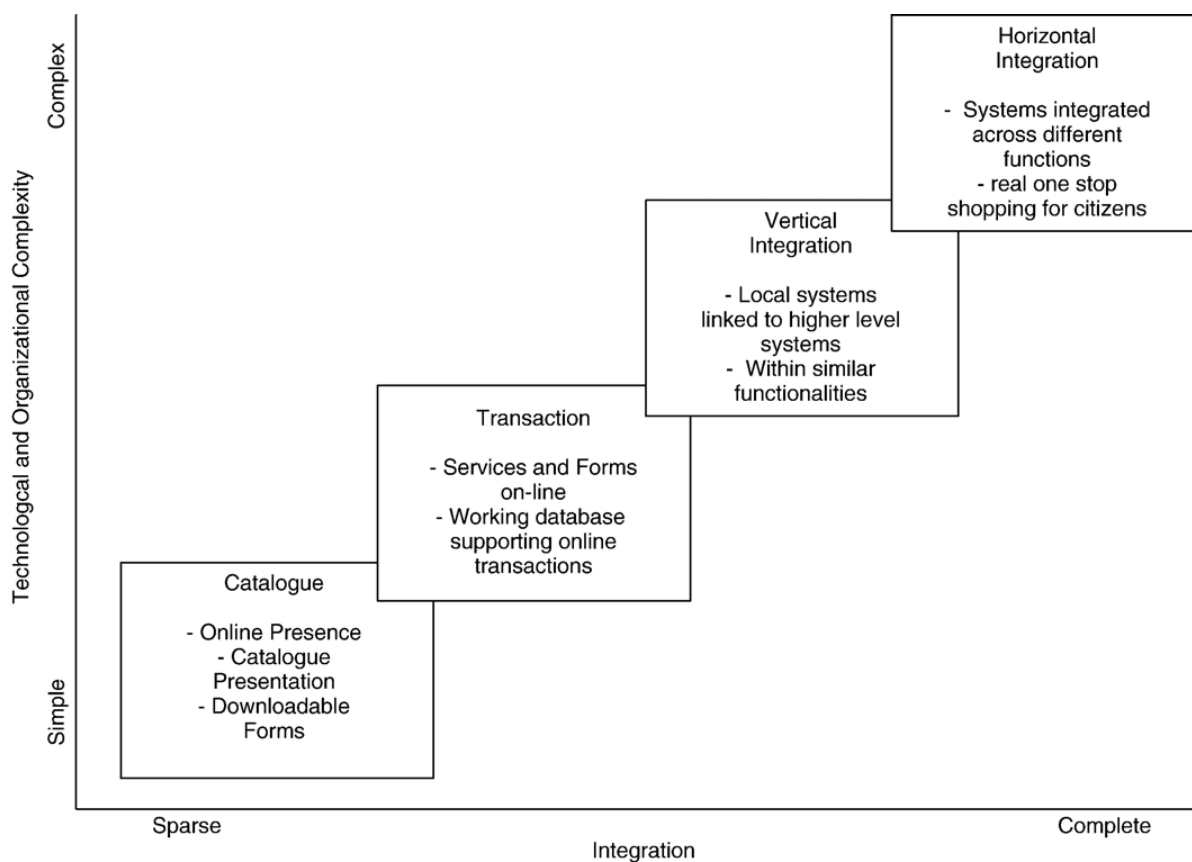 Technologcal and Organizational Complexity
Complex
Simple
Horizontal
Integration
- Systems integrated
across different
functions
- real one stop
shopping for citizens
Vertical
Integration
- Local systems
linked to higher level
systems
- Within similar
functionalities
Transaction
- Services and Forms
on-line
- Working database
supporting online
transactions
Catalogue
- Online Presence
- Catalogue
Presentation
- Downloadable
Forms
Sparse
Complete
Integration